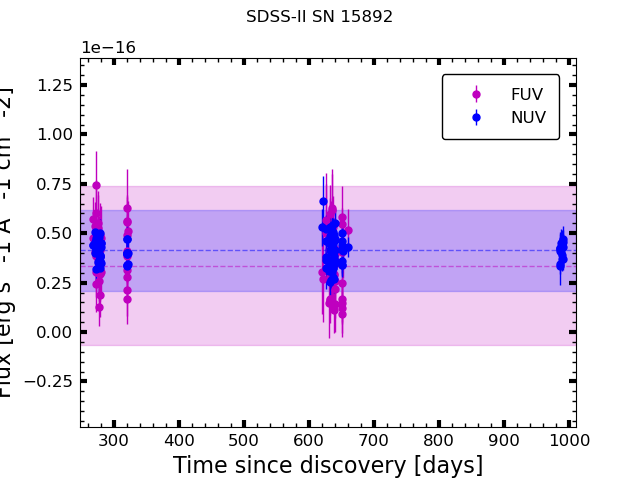 SDSS-II SN 15892
1e−16
1.25
1.00
0.75
0.50
0.25
0.00
−0.25
Flux [erg s -1 A -1 cm -2]
FUV
NUV
300 400 500 600 700 800 900 1000
Time since discovery [days]